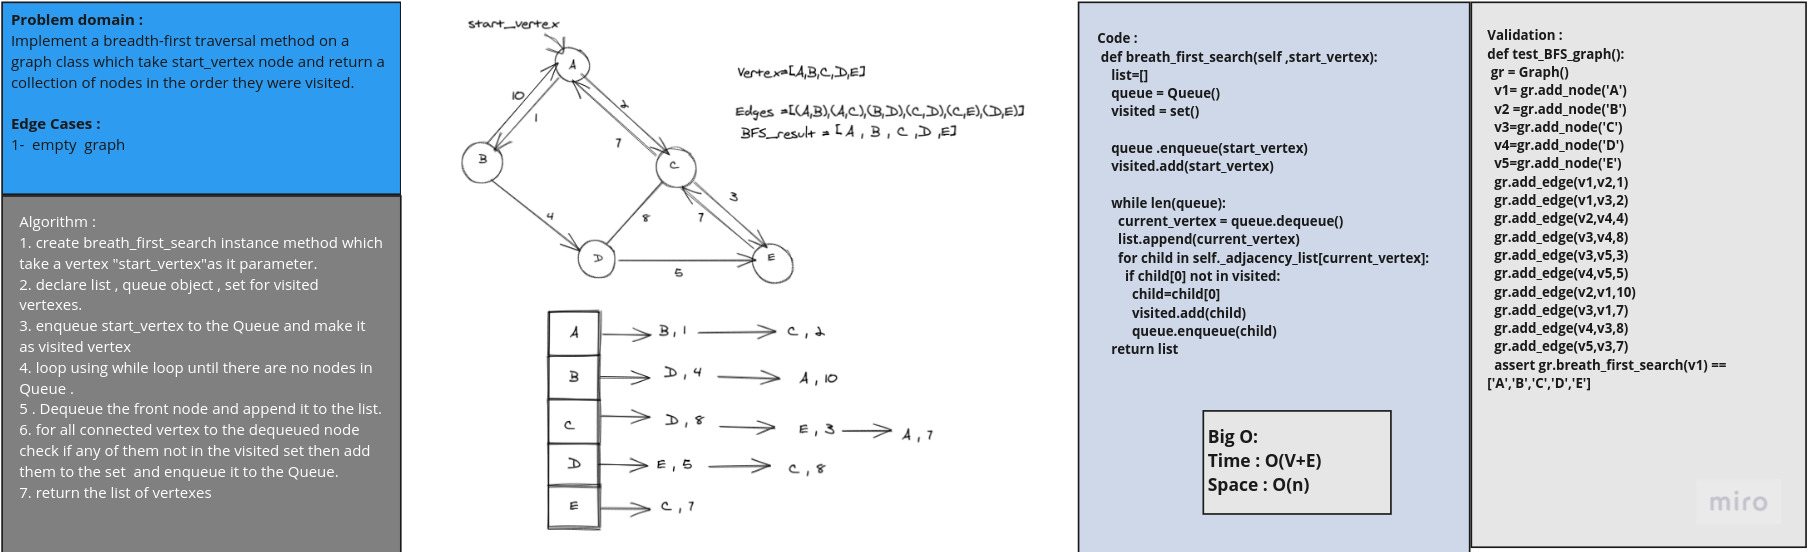 Problem domain :
Implement a breadth-first traversal method on a
graph class which take start_vertex node and return a
collection of nodes in the order they were visited.
Edge Cases :
1-  empty  graph
Algorithm :
1. create breath_first_search instance method which
take a vertex "start_vertex"as it parameter.
2. declare list , queue object , set for visited
vertexes.
3. enqueue start_vertex to the Queue and make it
as visited vertex
4. loop using while loop until there are no nodes in
Queue .
5 . Dequeue the front node and append it to the list.
6. for all connected vertex to the dequeued node
check if any of them not in the visited set then add
them to the set  and enqueue it to the Queue.
7. return the list of vertexes
start_vertex
A
10
1
2
7
B
C
4
8
3
7
D
5
E
Vertex=[A,B,C,D,E]
Edges =[(A,B),(A,C),(B,D),(C,D),(C,E),(D,E)]
BFS_result = [ A , B , C ,D ,E]
A B,1 C,2
B D,4 A,10
C D,8 E,3 A,7
D E,5 C,8
E C,7
Code :
def breath_first_search(self ,start_vertex):
list=[]
queue = Queue()
visited = set()
queue .enqueue(start_vertex)
visited.add(start_vertex)
while len(queue):
current_vertex = queue.dequeue()
list.append(current_vertex)
for child in self._adjacency_list[current_vertex]:
if child[0] not in visited:
child=child[0]
visited.add(child)
queue.enqueue(child)
return list
Big O:
Time : O(V+E)
Space : O(n)
Validation :
def test_BFS_graph():
gr = Graph()
v1= gr.add_node('A')
v2 =gr.add_node('B')
v3=gr.add_node('C')
v4=gr.add_node('D')
v5=gr.add_node('E')
gr.add_edge(v1,v2,1)
gr.add_edge(v1,v3,2)
gr.add_edge(v2,v4,4)
gr.add_edge(v3,v4,8)
gr.add_edge(v3,v5,3)
gr.add_edge(v4,v5,5)
gr.add_edge(v2,v1,10)
gr.add_edge(v3,v1,7)
gr.add_edge(v4,v3,8)
gr.add_edge(v5,v3,7)
assert gr.breath_first_search(v1) ==
['A','B','C','D','E']
miro